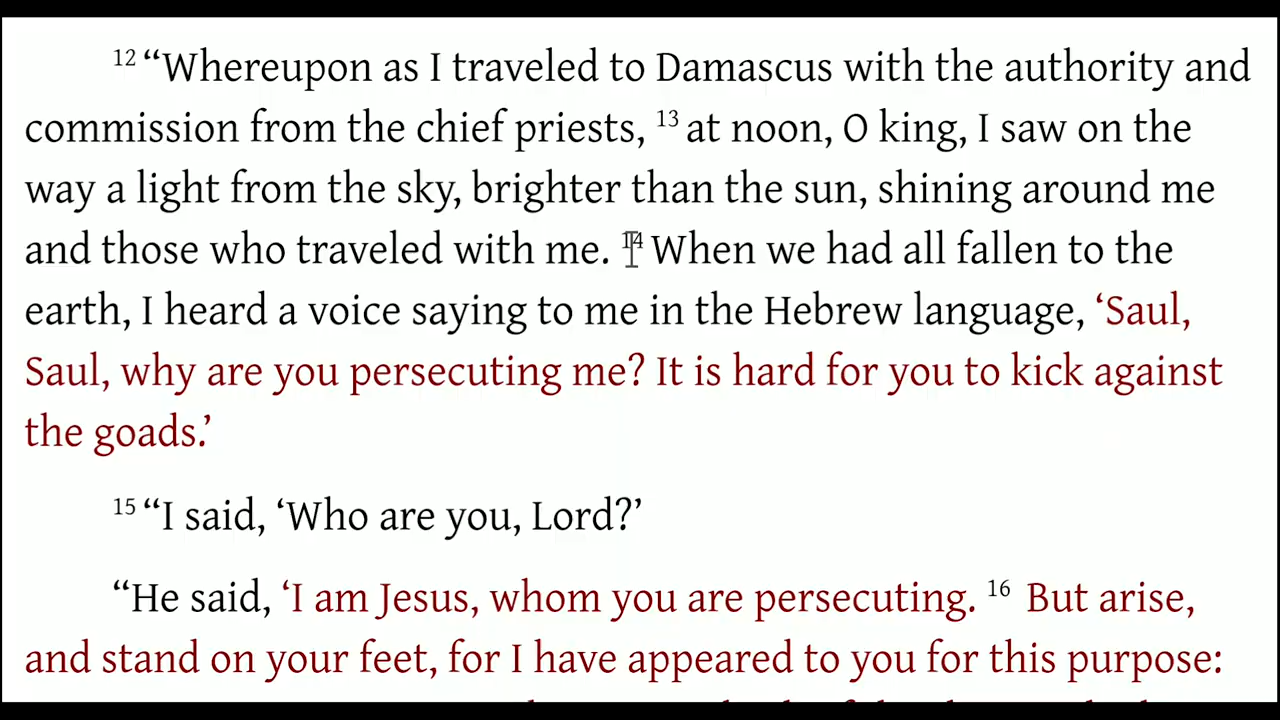 12 “Whereupon as I traveled to Damascus with the authority and
commission from the chief priests, 13 at noon, O king, I saw on the
way a light from the sky, brighter than the sun, shining around me
and those who traveled with me. 14 When we had all fallen to the
earth, I heard a voice saying to me in the Hebrew language, ‘Saul,
Saul, why are you persecuting me? It is hard for you to kick against
the goads.’
15 “I said, ‘Who are you, Lord?’
“He said, ‘I am Jesus, whom you are persecuting. 16 But arise,
and stand on your feet, for I have appeared to you for this purpose: